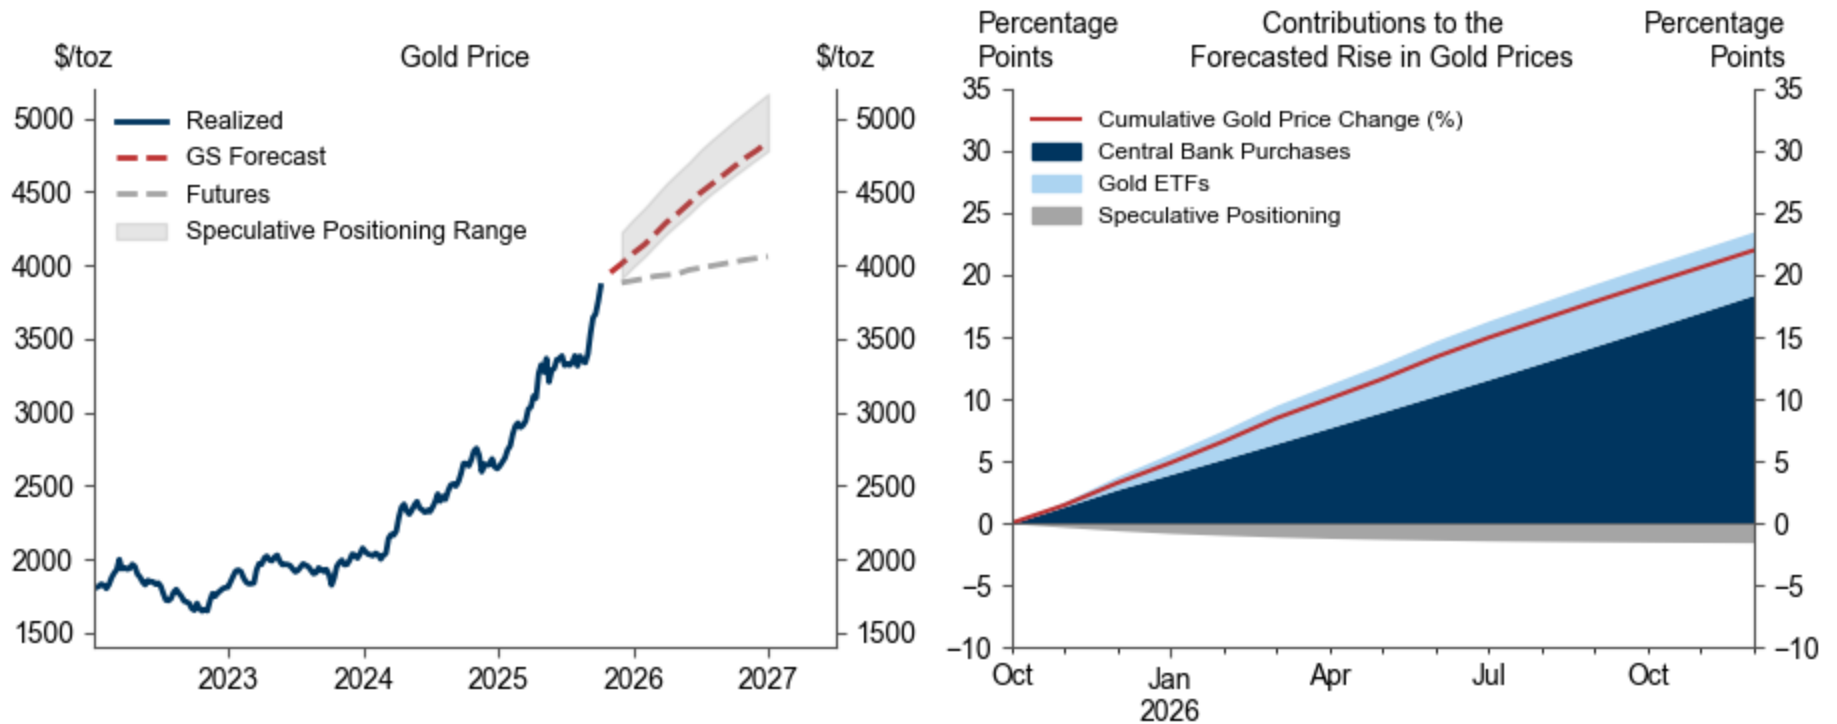 $/toz
Gold Price
$/toz
5000
4500
4000
3500
3000
2500
2000
1500
Realized
GS Forecast
Futures
Speculative Positioning Range
5000
4500
4000
3500
3000
2500
2000
1500
2023
2024
2025
2026
2027
Percentage
Points
Contributions to the
Forecasted Rise in Gold Prices
Percentage
Points
35
30
25
20
15
10
5
0
−5
−10
Cumulative Gold Price Change (%)
Central Bank Purchases
Gold ETFs
Speculative Positioning
35
30
25
20
15
10
5
0
−5
−10
Oct
Jan
2026
Apr
Jul
Oct